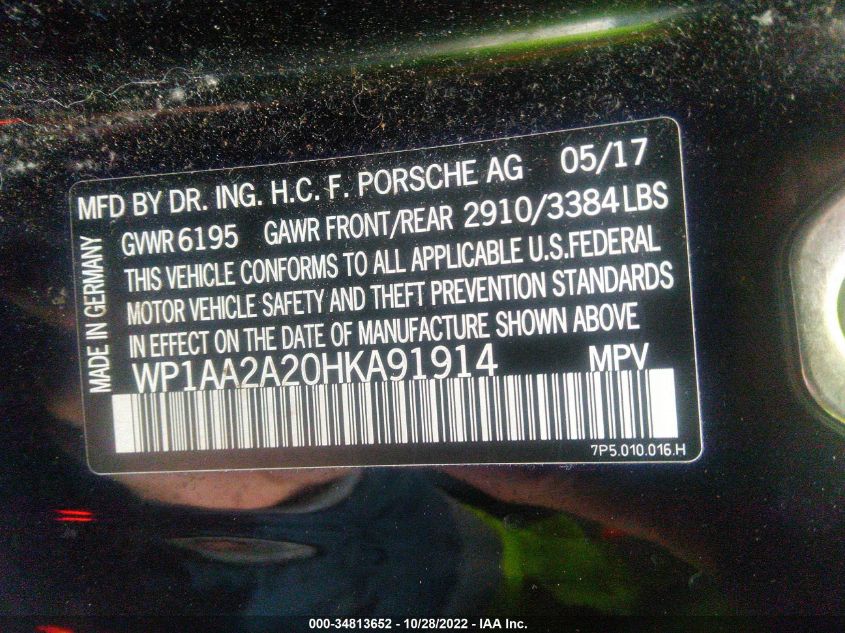 MFD BY DR. ING. H.C. F. PORSCHE AG 05/17
GVWR 6195 GAWR FRONT/REAR 2910/3384 LBS
THIS VEHICLE CONFORMS TO ALL APPLICABLE U.S. FEDERAL
MOTOR VEHICLE SAFETY AND THEFT PREVENTION STANDARDS
IN EFFECT ON THE DATE OF MANUFACTURE SHOWN ABOVE
WP1AA2A20HKA91914 MPV
MADE IN GERMANY
7P5.010.016.H
000-34813652 - 10/28/2022 - IAA Inc.